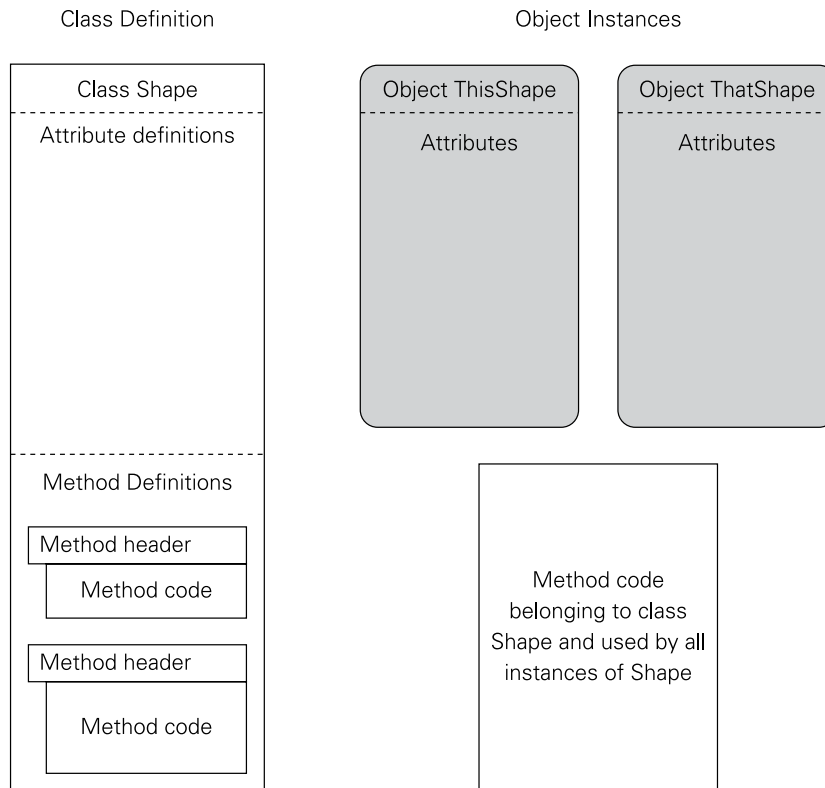 Class Definition
Object Instances
Class Shape
Attribute definitions
Method Definitions
Method header
Method code
Method header
Method code
Object ThisShape
Attributes
Object ThatShape
Attributes
Method code
belonging to class
Shape and used by all
instances of Shape